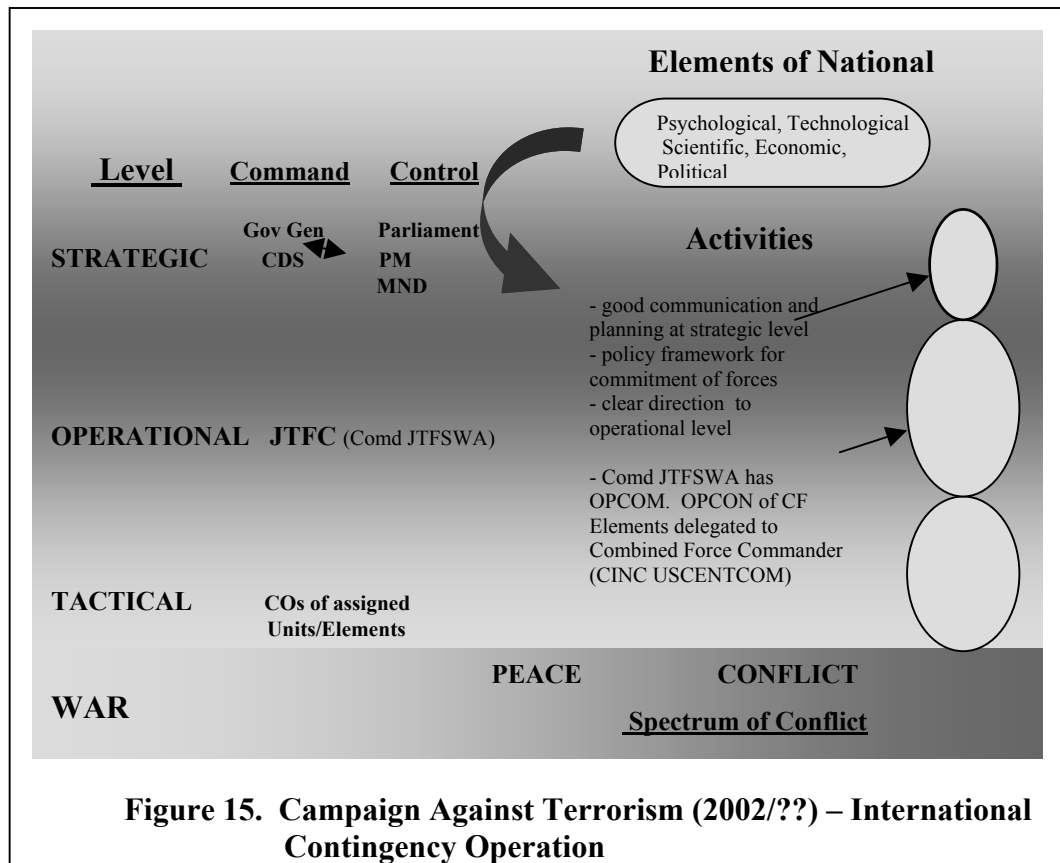 Elements of National
Psychological, Technological
Scientific, Economic,
Political
Level Command Control
Gov Gen Parliament
STRATEGIC CDS PM
MND
Activities
- good communication and
planning at strategic level
- policy framework for
commitment of forces
- clear direction to
operational level
OPERATIONAL JTFC (Comd JTFSWA)
- Comd JTFSWA has
OPCOM. OPCON of CF
Elements delegated to
Combined Force Commander
(CINC USCENTCOM)
TACTICAL COs of assigned
Units/Elements
PEACE CONFLICT
WAR
Spectrum of Conflict
Figure 15. Campaign Against Terrorism (2002/??) – International
Contingency Operation